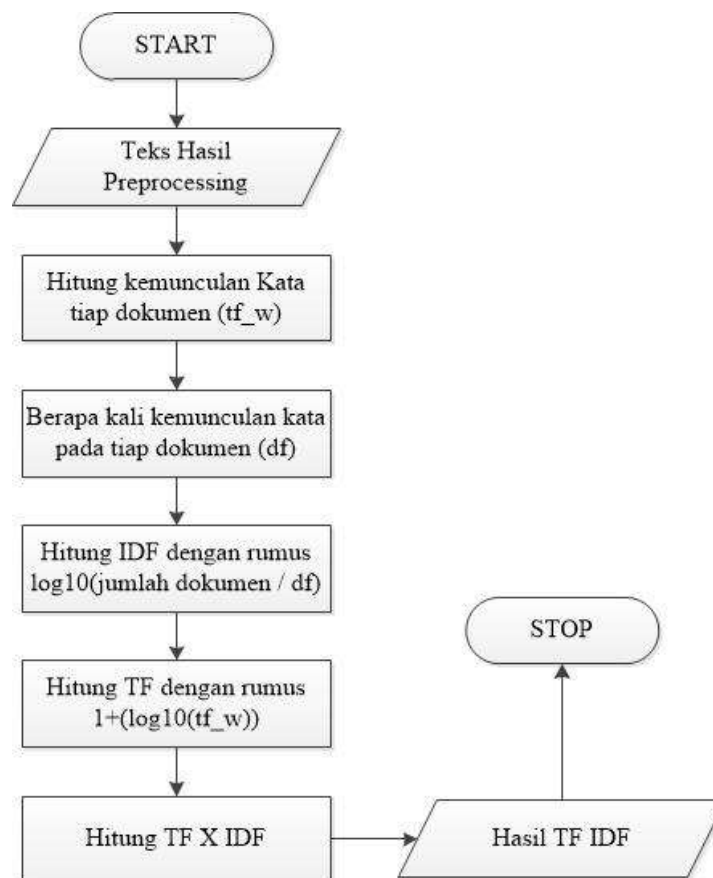 START
Teks Hasil
Preprocessing
Hitung kemunculan Kata
tiap dokumen (tf_w)
Berapa kali kemunculan kata
pada tiap dokumen (df)
Hitung IDF dengan rumus
log10(jumlah dokumen / df)
Hitung TF dengan rumus
1+(log10(tf_w))
Hitung TF X IDF
Hasil TF IDF
STOP